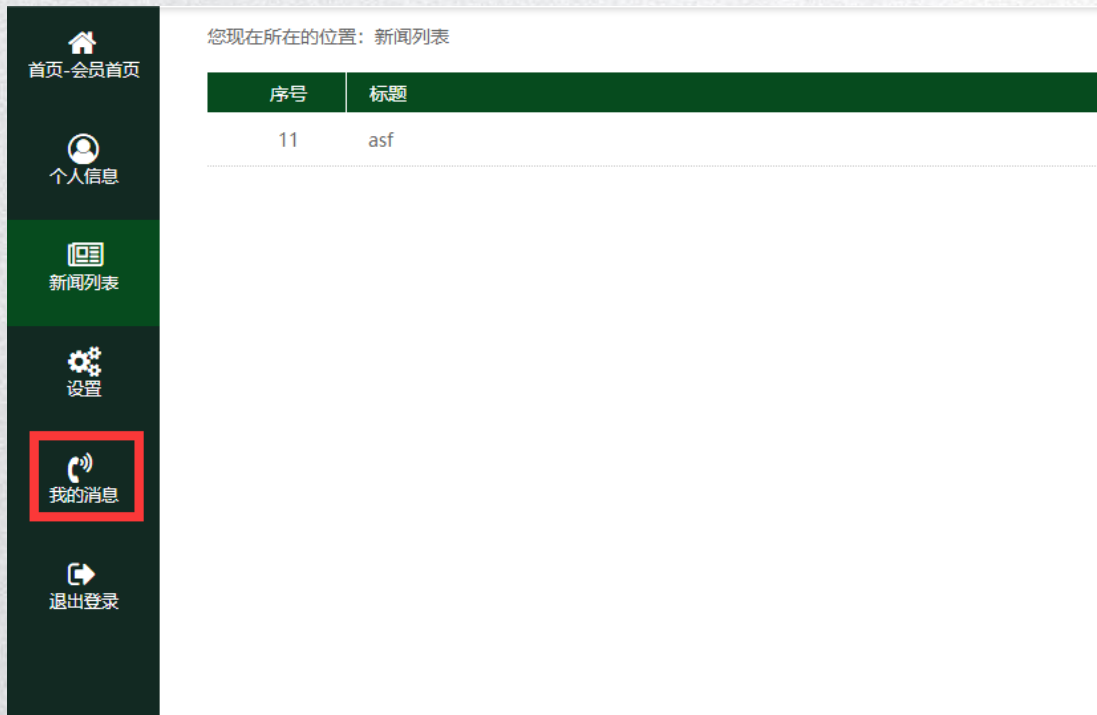 首页-会员首页
个人信息
新闻列表
设置
我的消息
退出登录
您现在所在的位置：新闻列表
序号 标题
11 asf